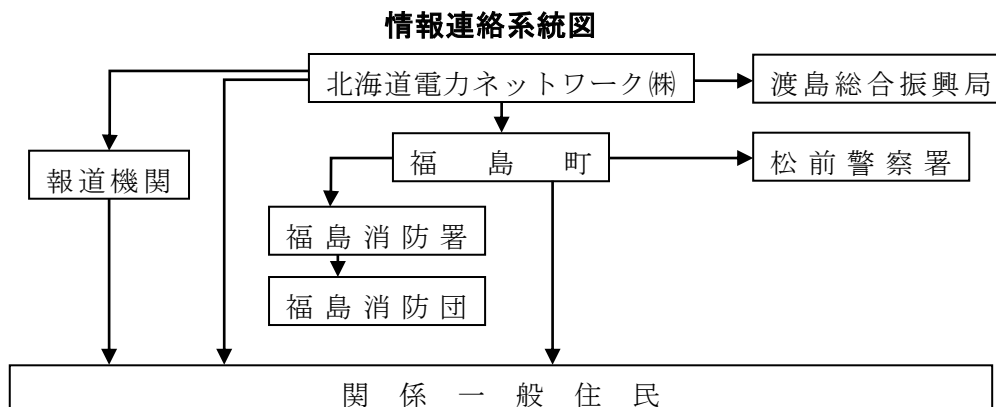 情報連絡系統図
北海道電力ネットワーク㈱
渡島総合振興局
福島町
松前警察署
報道機関
福島消防署
福島消防団
関係一般住民